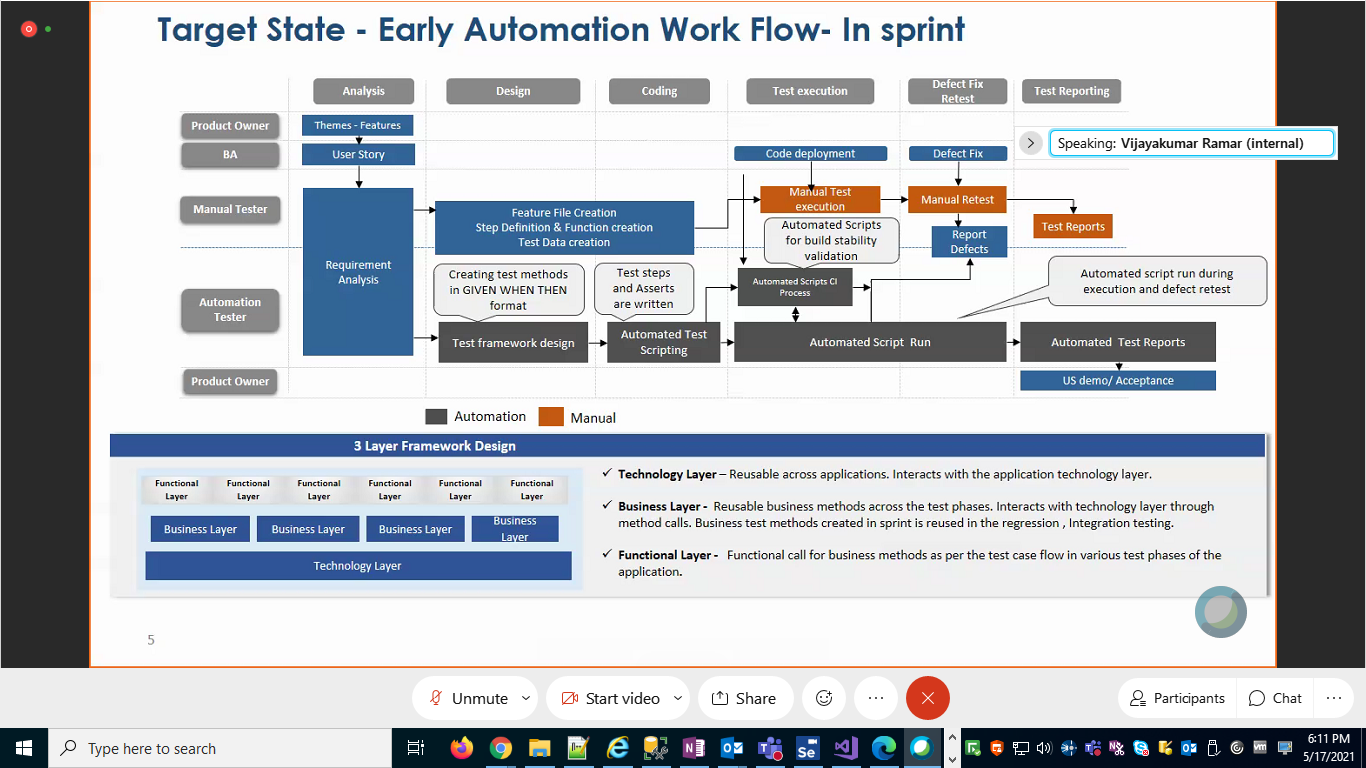 Target State - Early Automation Work Flow- In sprint
Analysis
Design
Coding
Test execution
Defect Fix
Retest
Test Reporting
Product Owner
Themes - Features
BA
User Story
Code deployment
Defect Fix
Speaking: Vijayakumar Ramar (internal)
Manual Tester
Feature File Creation
Step Definition & Function creation
Test Data creation
Manual Test
execution
Manual Retest
Test Reports
Automated Scripts
for build stability
validation
Report
Defects
Requirement
Analysis
Creating test methods
in GIVEN WHEN THEN
format
Test steps
and Asserts
are written
Automated Scripts CI
Process
Automated script run during
execution and defect retest
Automation
Tester
Test framework design
Automated Test
Scripting
Automated Script Run
Automated Test Reports
Product Owner
US demo/ Acceptance
Automation
Manual
3 Layer Framework Design
Functional
Layer
Functional
Layer
Functional
Layer
Functional
Layer
Functional
Layer
Functional
Layer
Business Layer
Business Layer
Business Layer
Business
Layer
Technology Layer
✓ Technology Layer – Reusable across applications. Interacts with the application technology layer.
✓ Business Layer - Reusable business methods across the test phases. Interacts with technology layer through
method calls. Business test methods created in sprint is reused in the regression , Integration testing.
✓ Functional Layer - Functional call for business methods as per the test case flow in various test phases of the
application.
5
Unmute
Start video
Share
Participants
Chat
Type here to search
Se
6:11 PM
5/17/2021